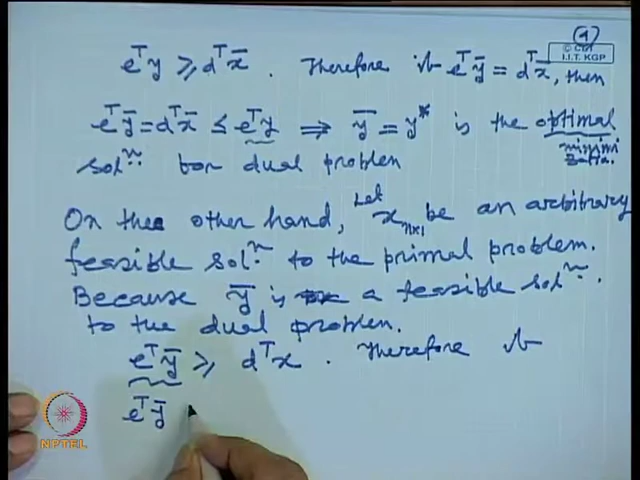 (4)
© CET
I.I.T. KGP
eᵀy ≥ dᵀx̄ . Therefore if eᵀȳ = dᵀx̄, then
eᵀȳ = dᵀx̄ ≤ eᵀy ⇒ ȳ = y* is the optimal
sol^n for dual problem
On the other hand, Let x_{n×1} be an arbitrary
feasible sol^n to the primal problem.
Because ȳ is a feasible sol^n.
to the dual problem.
eᵀȳ ≥ dᵀx . Therefore if
eᵀȳ
NPTEL